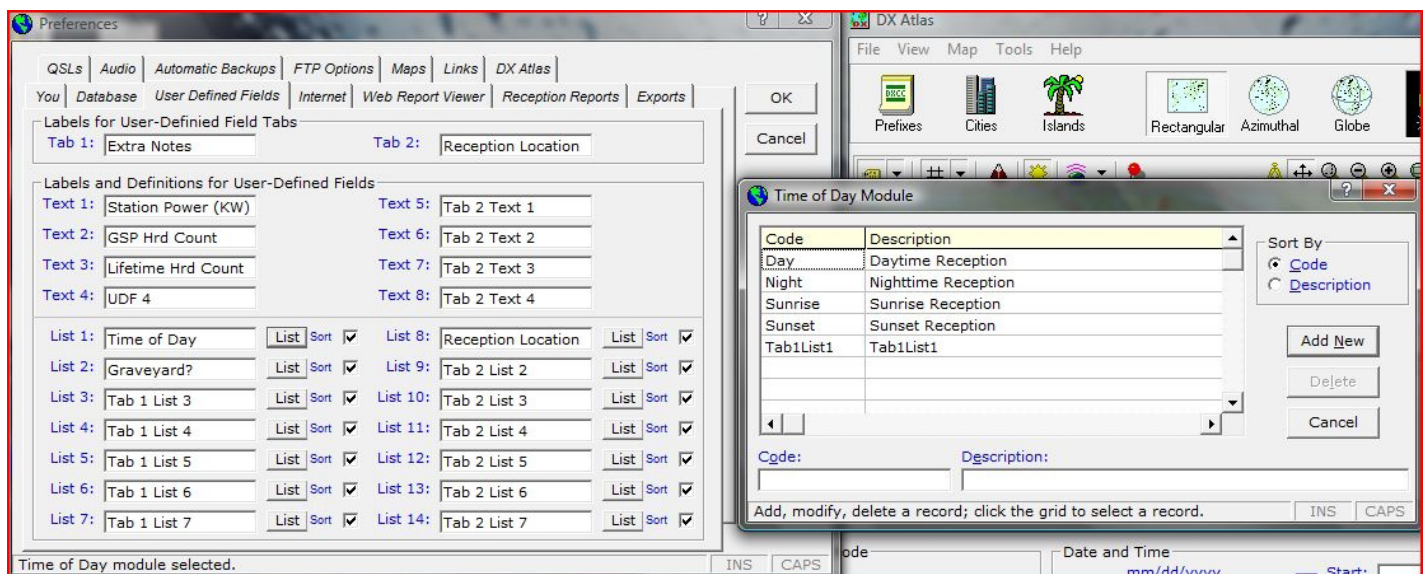 Preferences
QSLs Audio Automatic Backups FTP Options Maps Links DX Atlas
You Database User Defined Fields Internet Web Report Viewer Reception Reports Exports
OK
Cancel
Labels for User-Definied Field Tabs
Tab 1: Extra Notes Tab 2: Reception Location
Labels and Definitions for User-Defined Fields
Text 1: Station Power (KW) Text 5: Tab 2 Text 1
Text 2: GSP Hrd Count Text 6: Tab 2 Text 2
Text 3: Lifetime Hrd Count Text 7: Tab 2 Text 3
Text 4: UDF 4 Text 8: Tab 2 Text 4
List 1: Time of Day List Sort List 8: Reception Location List Sort
List 2: Graveyard? List Sort List 9: Tab 2 List 2 List Sort
List 3: Tab 1 List 3 List Sort List 10: Tab 2 List 3 List Sort
List 4: Tab 1 List 4 List Sort List 11: Tab 2 List 4 List Sort
List 5: Tab 1 List 5 List Sort List 12: Tab 2 List 5 List Sort
List 6: Tab 1 List 6 List Sort List 13: Tab 2 List 6 List Sort
List 7: Tab 1 List 7 List Sort List 14: Tab 2 List 7 List Sort
Time of Day module selected. INS CAPS
DX Atlas
File View Map Tools Help
DXCC
Prefixes Cities Islands Rectangular Azimuthal Globe
Time of Day Module
Code Description
Day Daytime Reception
Night Nighttime Reception
Sunrise Sunrise Reception
Sunset Sunset Reception
Tab1List1 Tab1List1
Sort By
Code
Description
Add New
Delete
Cancel
Code: Description:
Add, modify, delete a record; click the grid to select a record. INS CAPS
ode Date and Time
mm/dd/yyyy Start: